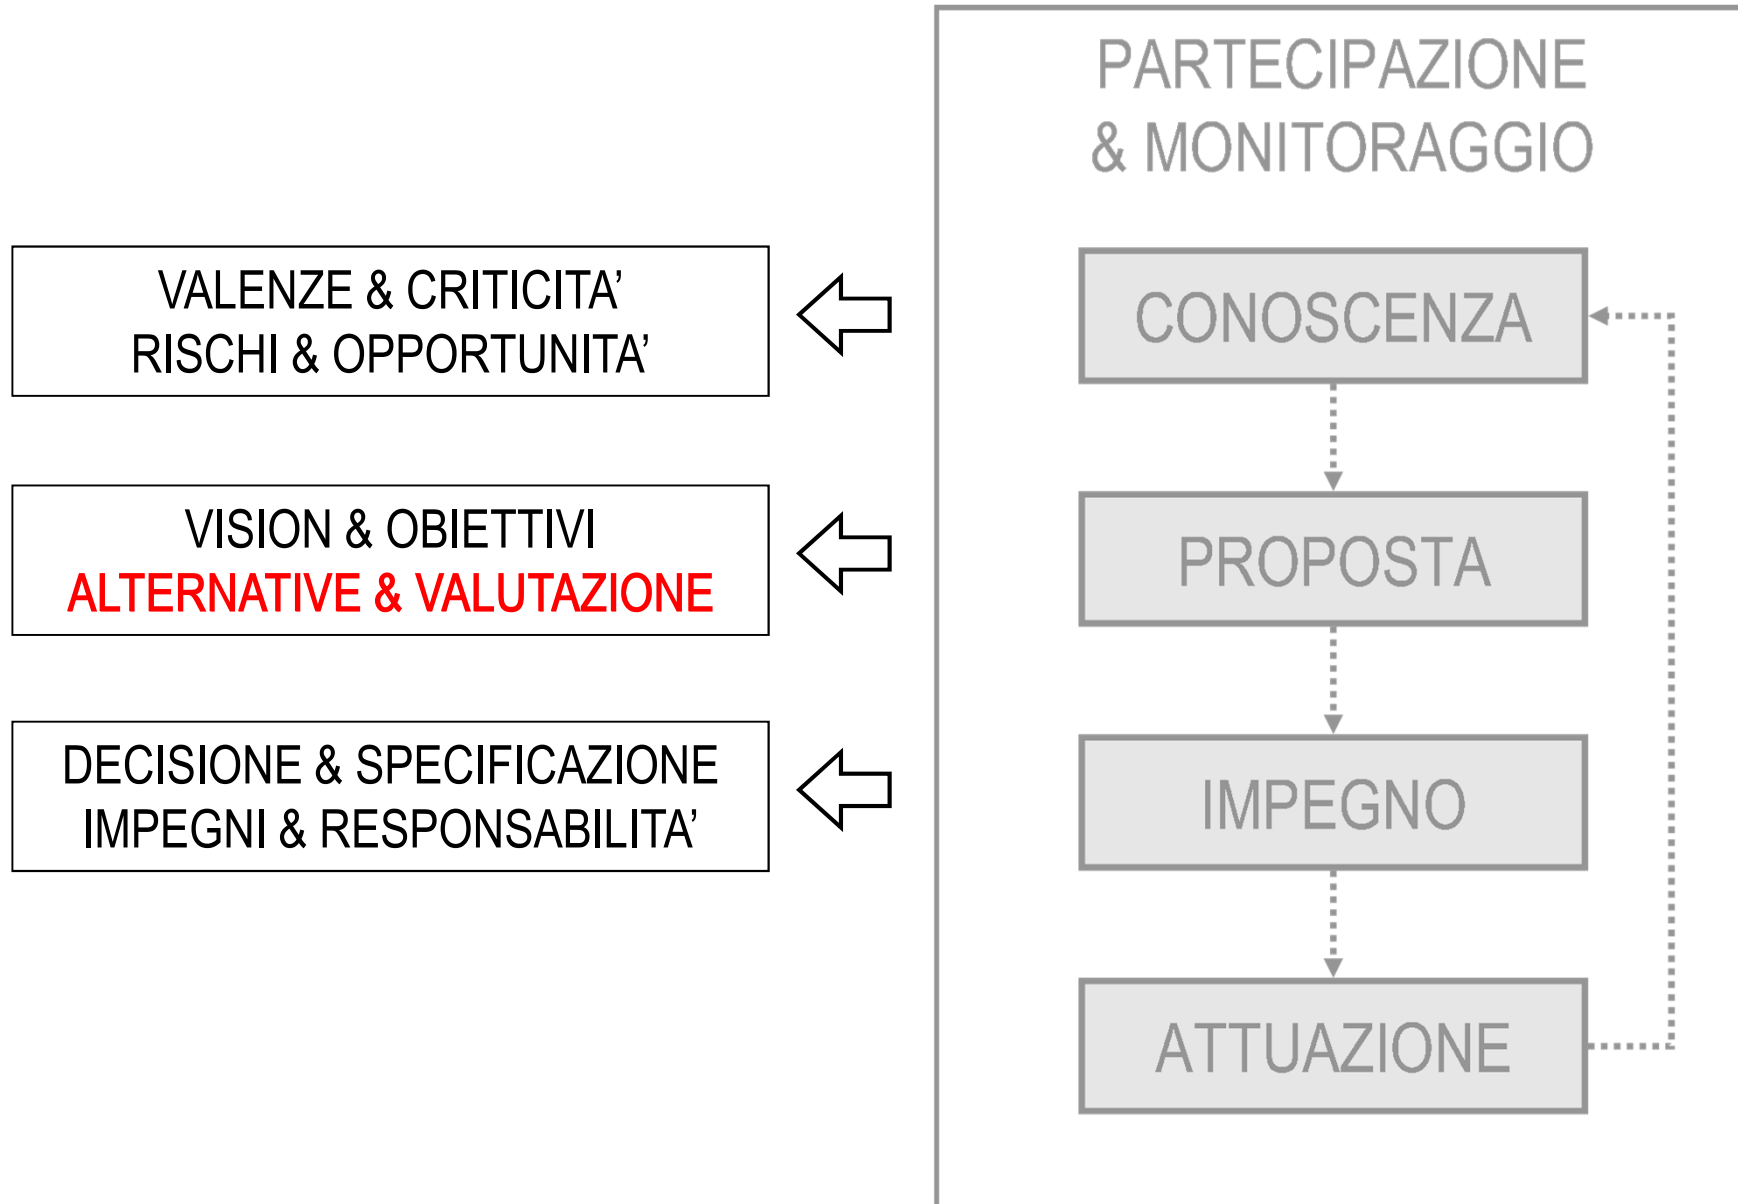 PARTECIPAZIONE
& MONITORAGGIO
VALENZE & CRITICITA’
RISCHI & OPPORTUNITA’
CONOSCENZA
VISION & OBIETTIVI
ALTERNATIVE & VALUTAZIONE
PROPOSTA
DECISIONE & SPECIFICAZIONE
IMPEGNI & RESPONSABILITA’
IMPEGNO
ATTUAZIONE